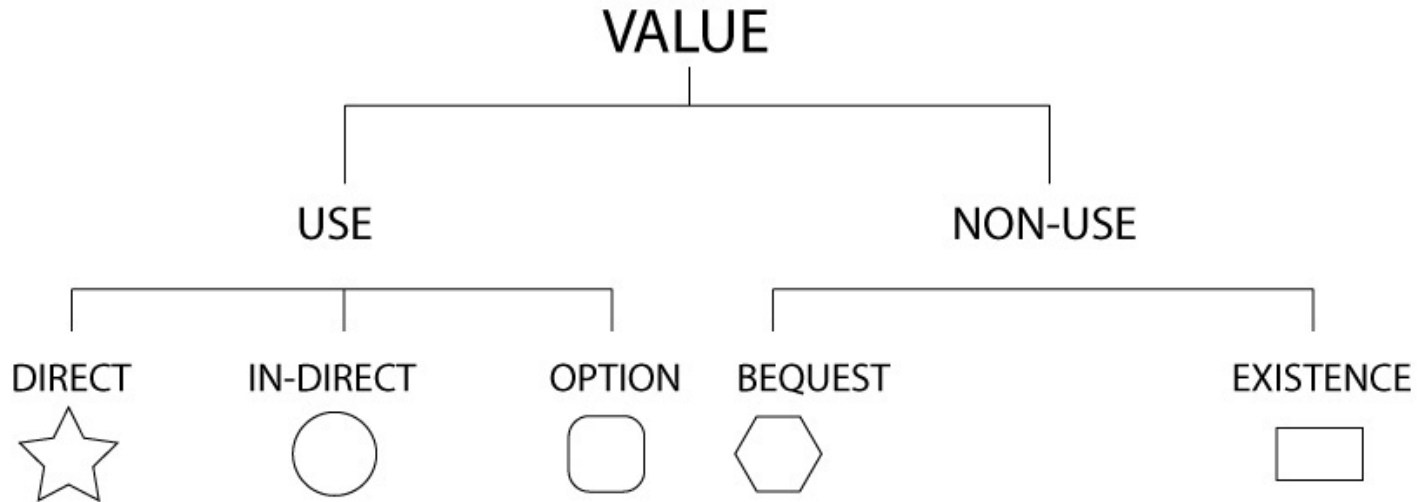 VALUE
USE
NON-USE
DIRECT
IN-DIRECT
OPTION
BEQUEST
EXISTENCE